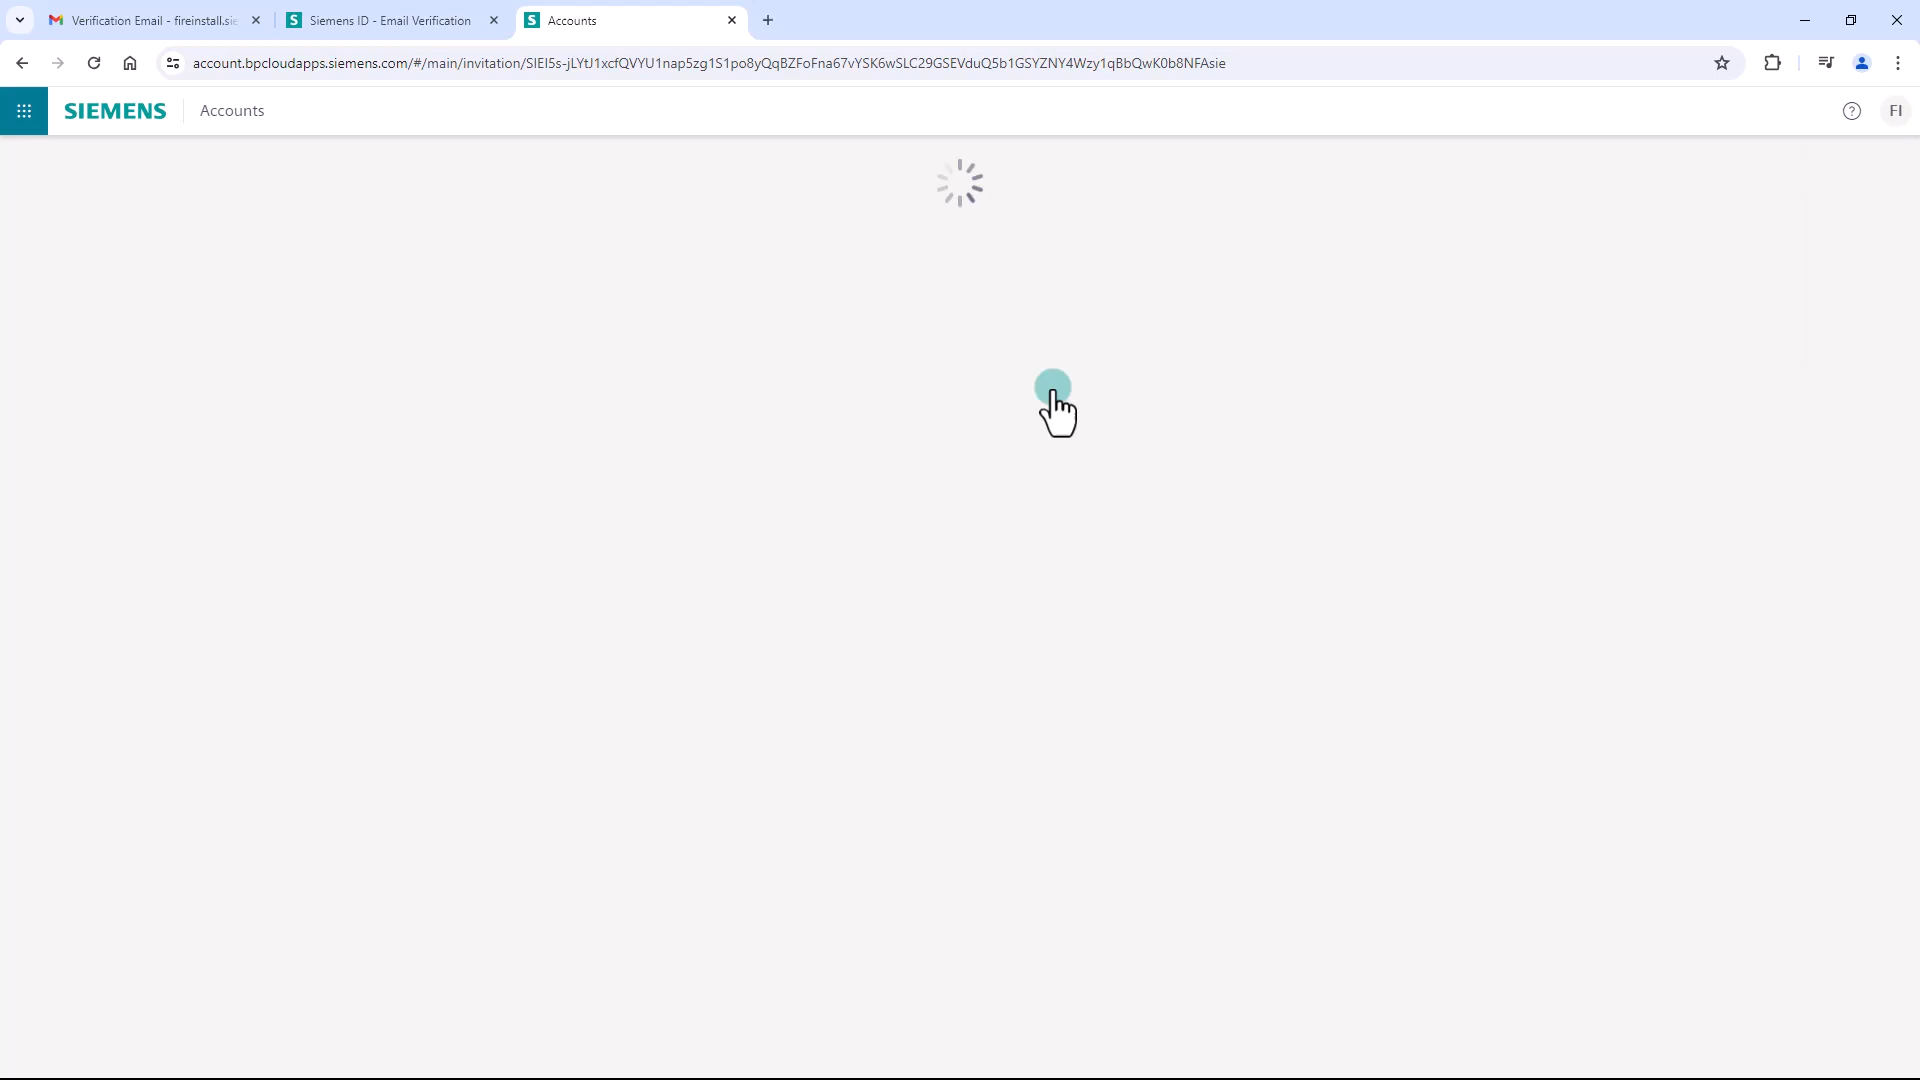 Verification Email - fireinstall.sie
Siemens ID - Email Verification
Accounts
account.bpcloudapps.siemens.com/#/main/invitation/SIEI5s-jLYtJ1xcfQVYU1nap5zg1S1po8yQqBZFoFna67vYSK6wSLC29GSEVduQ5b1GSYZNY4Wzy1qBbQwK0b8NFAsie
SIEMENS
Accounts
FI